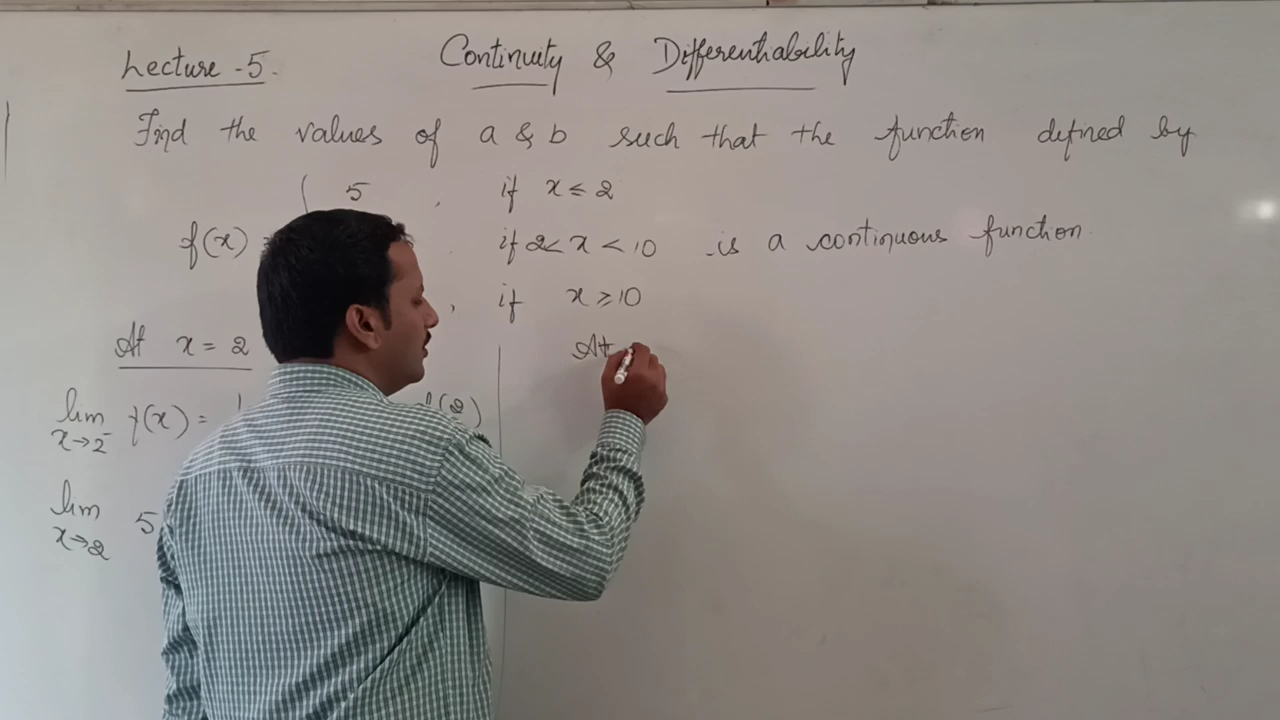 Lecture - 5. Continuity & Differentiability
Find the values of a & b such that the function defined by
5 , if x ≤ 2
f(x) if 2 < x < 10 is a continuous function.
, if x ≥ 10
At x = 2 At
lim x→2⁻ f(x) = f(2)
lim x→2 5